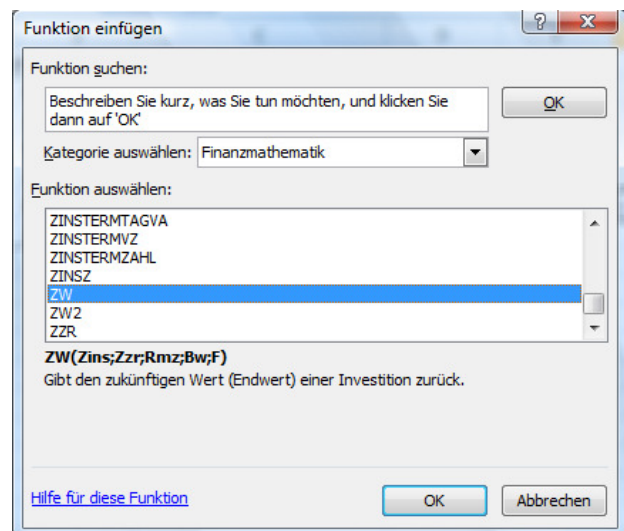 Funktion einfügen
Funktion suchen:
Beschreiben Sie kurz, was Sie tun möchten, und klicken Sie
dann auf 'OK'
OK
Kategorie auswählen: Finanzmathematik
Funktion auswählen:
ZINSTERMTAGVA
ZINSTERMVZ
ZINSTERMZAHL
ZINSZ
ZW
ZW2
ZZR
ZW(Zins;Zzr;Rmz;Bw;F)
Gibt den zukünftigen Wert (Endwert) einer Investition zurück.
Hilfe für diese Funktion
OK
Abbrechen